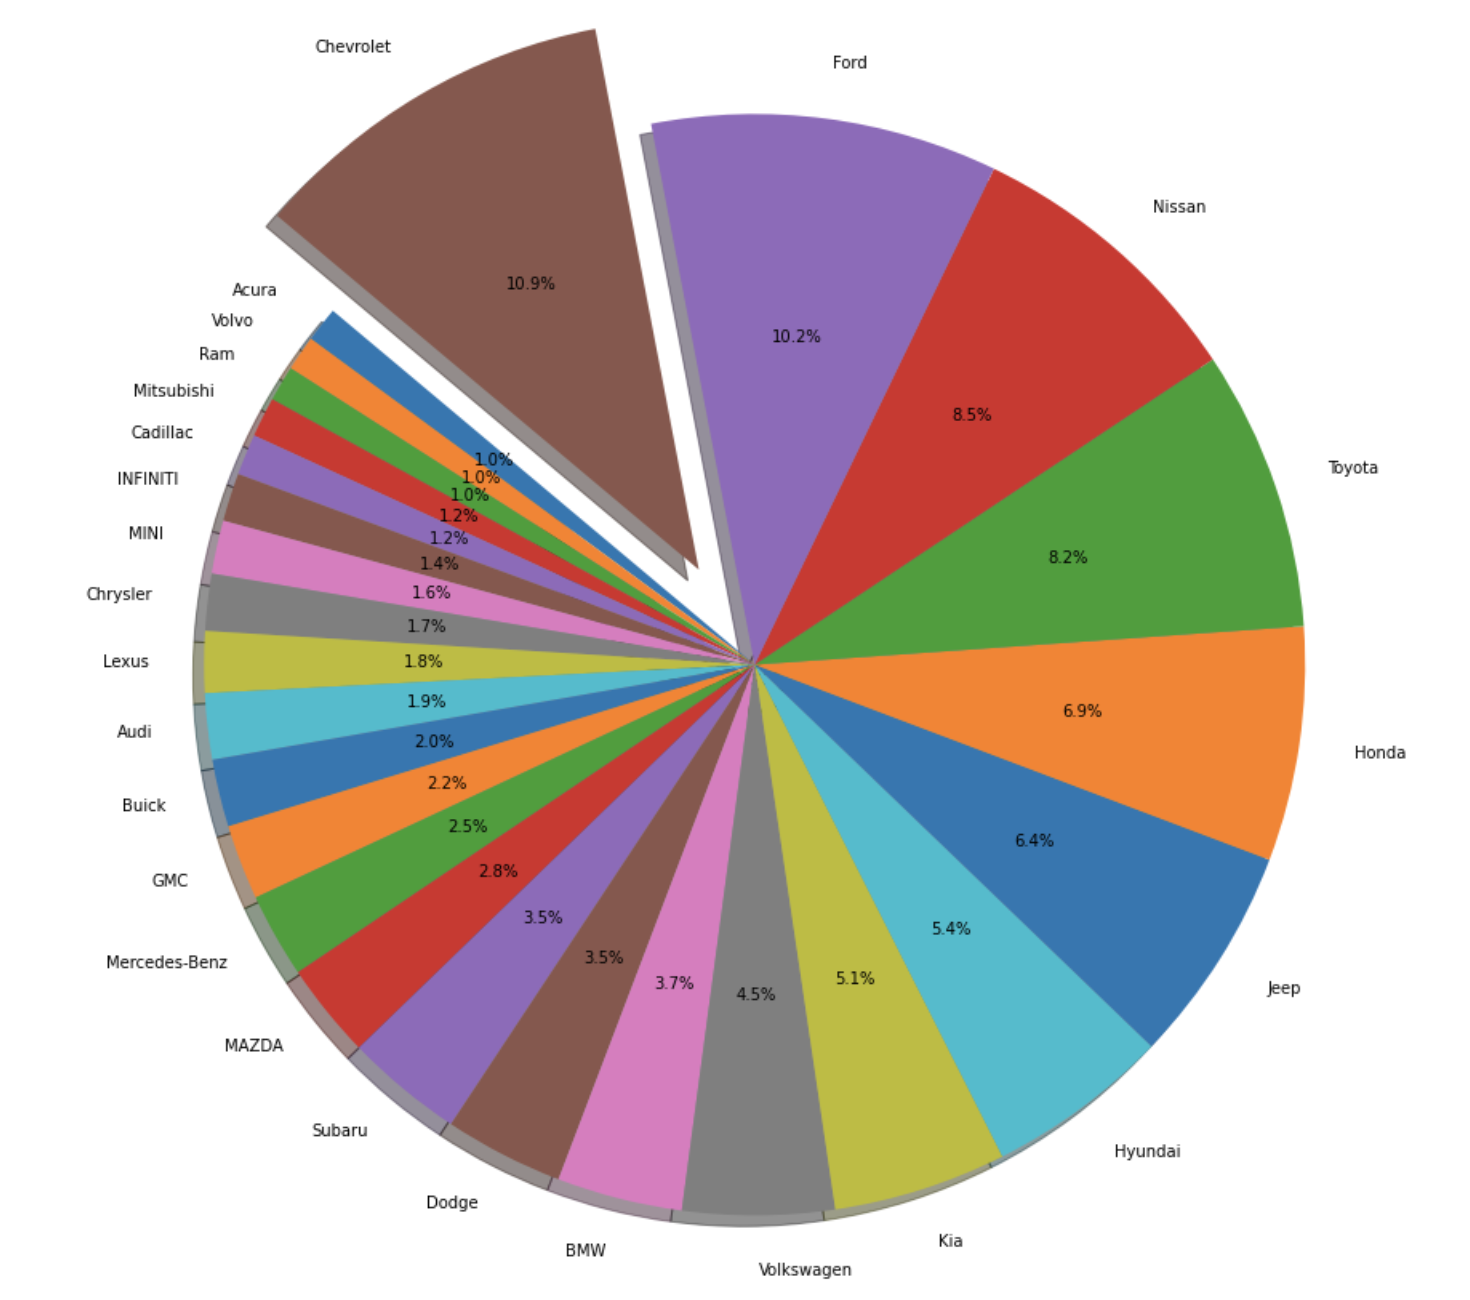 Chevrolet
Ford
Nissan
10.9%
Acura
Volvo
10.2%
Ram
Mitsubishi
8.5%
Cadillac
1.0%
Toyota
INFINITI
1.0%
1.0%
1.2%
MINI
1.2%
8.2%
1.4%
Chrysler
1.6%
1.7%
Lexus
1.8%
1.9%
6.9%
Audi
2.0%
Honda
2.2%
Buick
2.5%
6.4%
GMC
2.8%
3.5%
5.4%
Mercedes-Benz
3.5%
5.1%
3.7%
Jeep
4.5%
MAZDA
Subaru
Hyundai
Dodge
Kia
BMW
Volkswagen